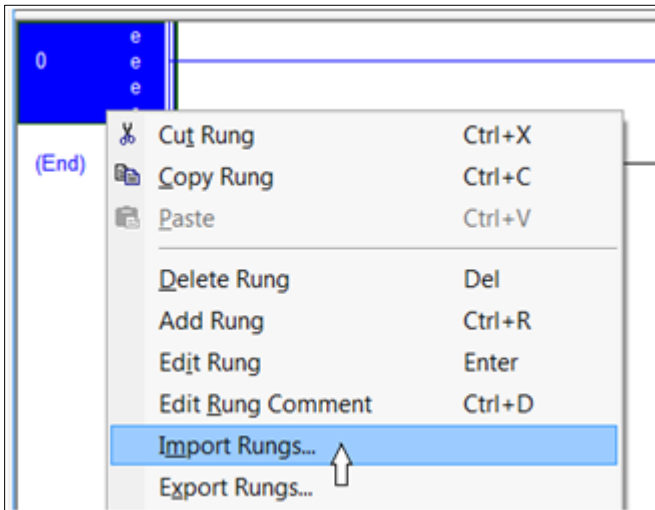 e
0 e
e
(End)
Cut Rung Ctrl+X
Copy Rung Ctrl+C
Paste Ctrl+V
Delete Rung Del
Add Rung Ctrl+R
Edit Rung Enter
Edit Rung Comment Ctrl+D
Import Rungs...
Export Rungs...